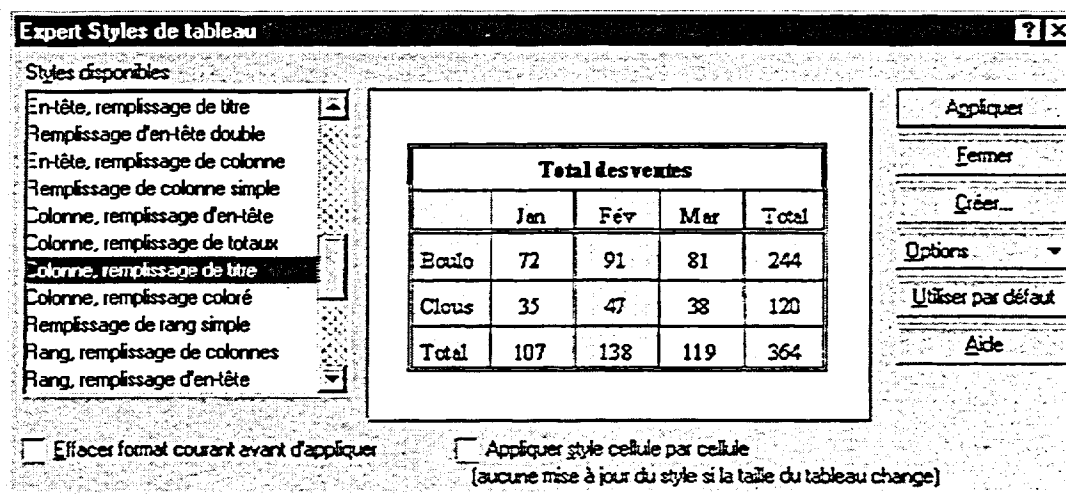 Expert Styles de tableau
Styles disponibles
En-tête, remplissage de titre
Remplissage d'en-tête double
En-tête, remplissage de colonne
Remplissage de colonne simple
Colonne, remplissage d'en-tête
Colonne, remplissage de totaux
Colonne, remplissage de titre
Colonne, remplissage coloré
Remplissage de rang simple
Rang, remplissage de colonnes
Rang, remplissage d'en-tête
Total des ventes
Jan Fév Mar Total
Boulo 72 91 81 244
Clous 35 47 38 120
Total 107 138 119 364
Appliquer
Fermer
Créer...
Options
Utiliser par défaut
Aide
Effacer format courant avant d'appliquer
Appliquer style cellule par cellule
[aucune mise à jour du style si la taille du tableau change]